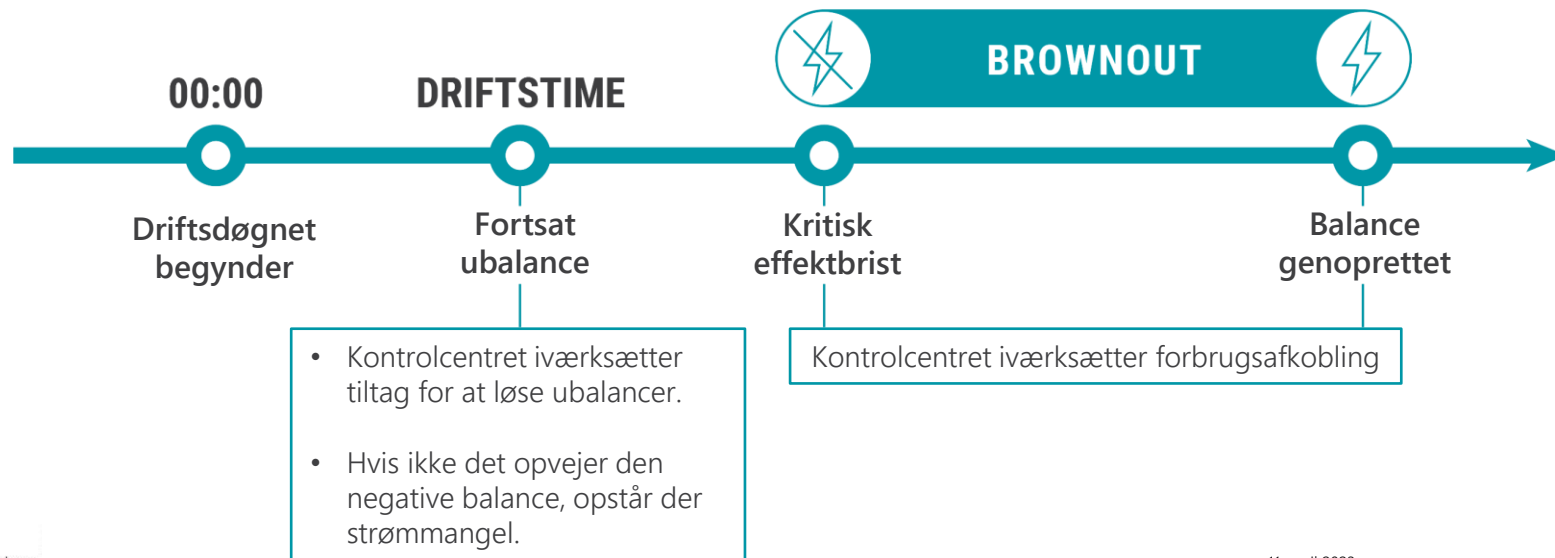 BROWNOUT
00:00
DRIFTSTIME
Driftsdøgnet
begynder
Fortsat
ubalance
Kritisk
effektbrist
Balance
genoprettet
• Kontrolcentret iværksætter
tiltag for at løse ubalancer.
• Hvis ikke det opvejer den
negative balance, opstår der
strømmangel.
Kontrolcentret iværksætter forbrugsafkobling